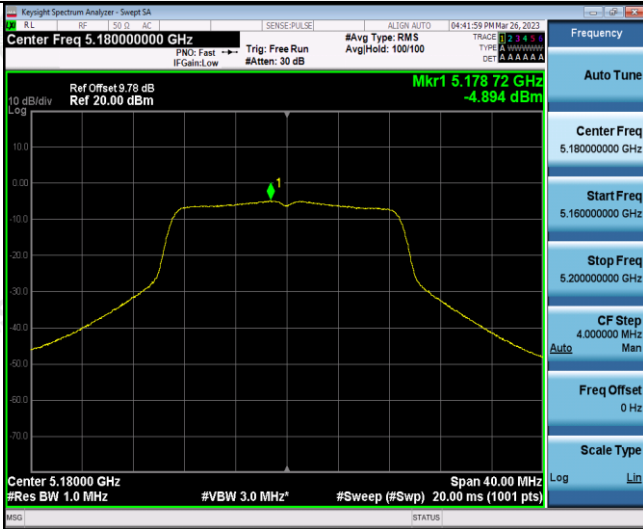 Keysight Spectrum Analyzer - Swept SA
RL RF 50 Ω AC SENSE:PULSE ALIGN AUTO 04:41:59 PM Mar 26, 2023
Center Freq 5.180000000 GHz
PNO: Fast
IFGain:Low
Trig: Free Run
#Atten: 30 dB
#Avg Type: RMS
Avg|Hold: 100/100
TRACE 1 2 3 4 5 6
TYPE A WWWWW
DET A A A A A A
Mkr1 5.178 72 GHz
-4.894 dBm
Ref Offset 9.78 dB
Ref 20.00 dBm
10 dB/div
Log
10.0
0.00
-10.0
-20.0
-30.0
-40.0
-50.0
-60.0
-70.0
1
Center 5.18000 GHz
Span 40.00 MHz
#Res BW 1.0 MHz
#VBW 3.0 MHz*
#Sweep (#Swp) 20.00 ms (1001 pts)
MSG
STATUS
Frequency
Auto Tune
Center Freq
5.180000000 GHz
Start Freq
5.160000000 GHz
Stop Freq
5.200000000 GHz
CF Step
4.000000 MHz
Auto Man
Freq Offset
0 Hz
Scale Type
Log Lin